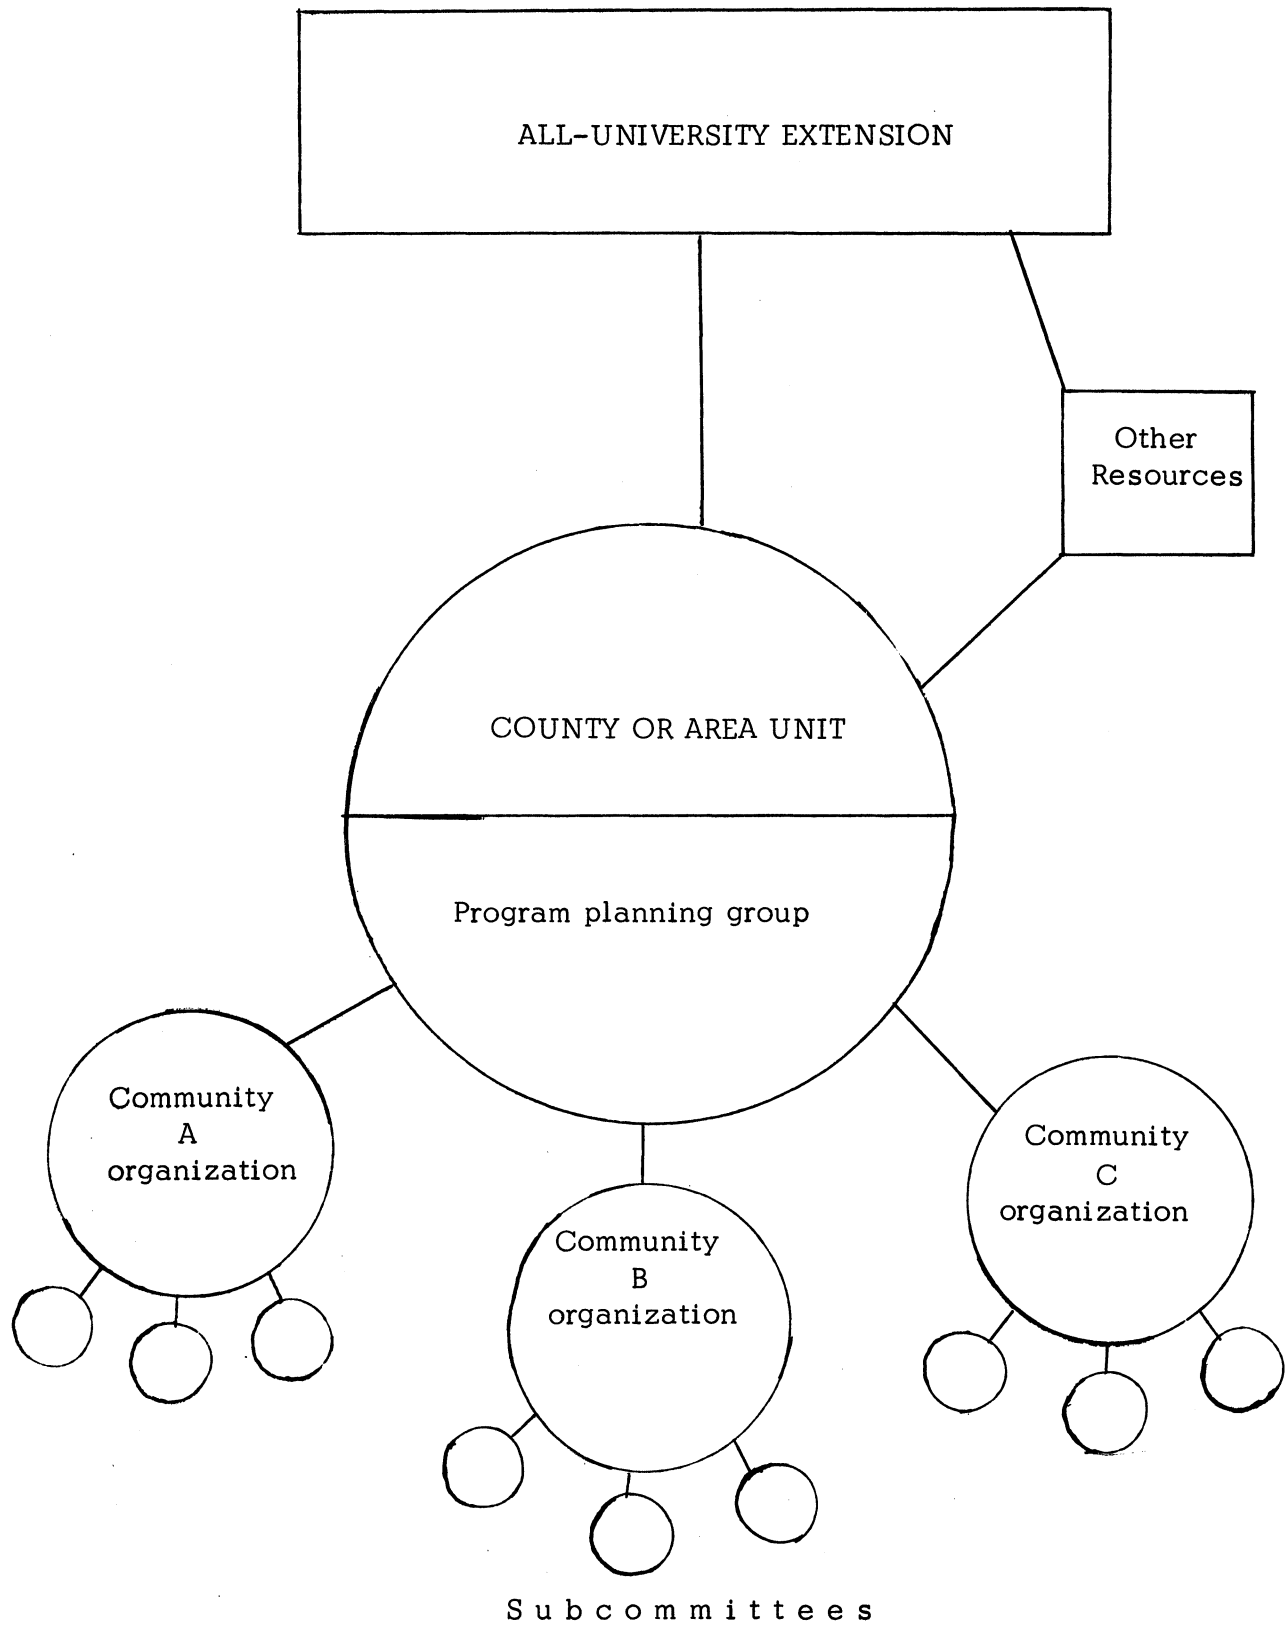 ALL-UNIVERSITY EXTENSION
Other
Resources
COUNTY OR AREA UNIT
Program planning group
Community
A
organization
Community
B
organization
Community
C
organization
Subcommittees